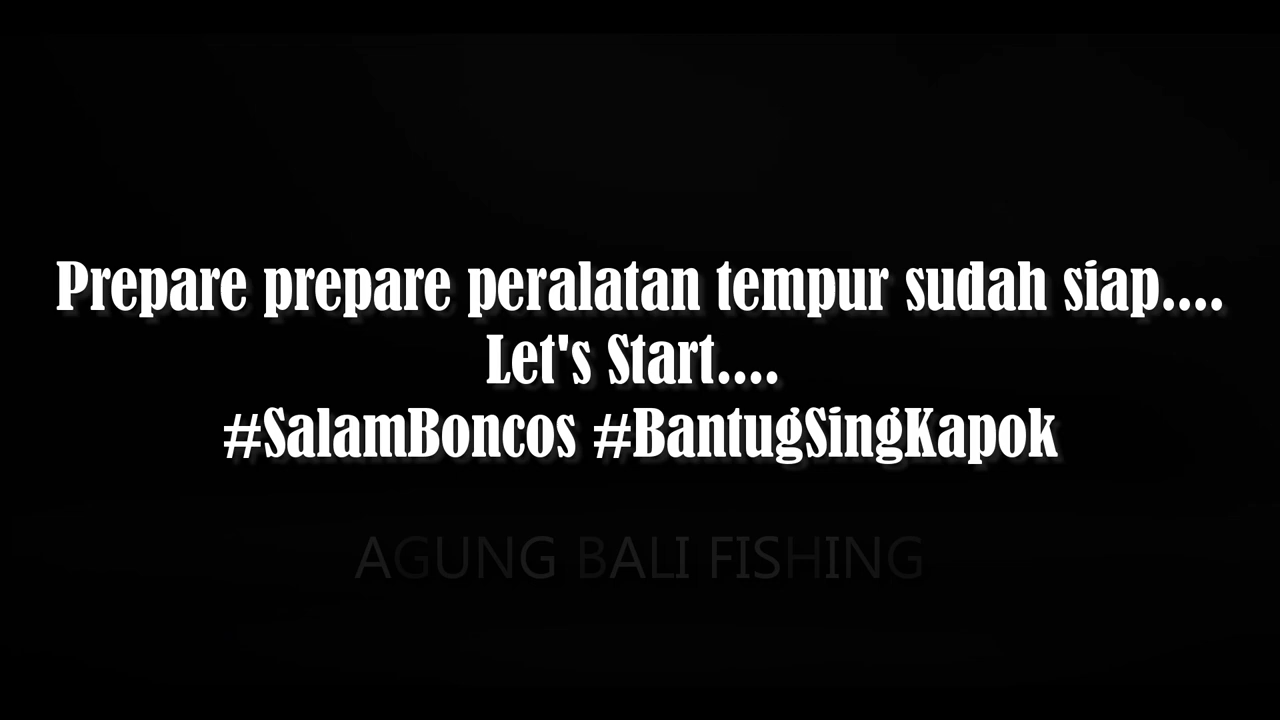 Prepare prepare peralatan tempur sudah siap....
Let's Start....
#SalamBoncos #BantugSingKapok
AGUNG BALI FISHING